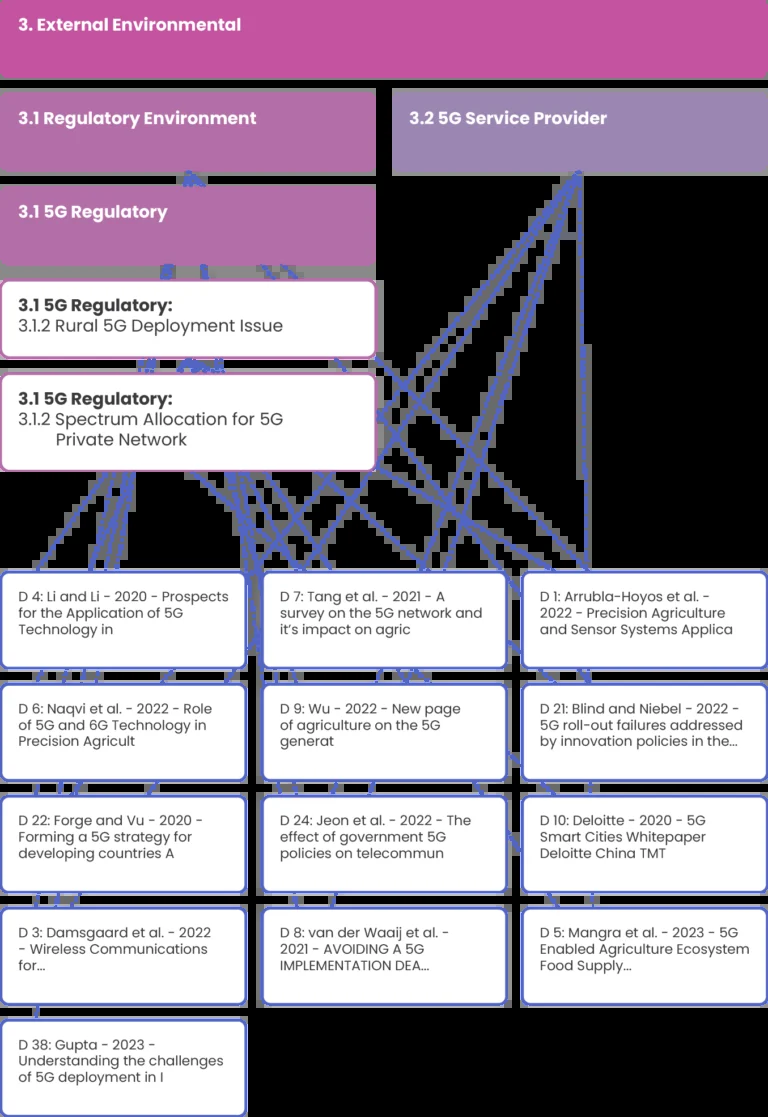 3. External Environmental
3.1 Regulatory Environment
3.2 5G Service Provider
3.1 5G Regulatory
3.1 5G Regulatory:
3.1.2 Rural 5G Deployment Issue
3.1 5G Regulatory:
3.1.2 Spectrum Allocation for 5G
Private Network
D 4: Li and Li - 2020 - Prospects
for the Application of 5G
Technology in
D 7: Tang et al. - 2021 - A
survey on the 5G network and
it’s impact on agric
D 1: Arrubla-Hoyos et al. -
2022 - Precision Agriculture
and Sensor Systems Applica
D 6: Naqvi et al. - 2022 - Role
of 5G and 6G Technology in
Precision Agricult
D 9: Wu - 2022 - New page
of agriculture on the 5G
generat
D 21: Blind and Niebel - 2022 -
5G roll-out failures addressed
by innovation policies in the...
D 22: Forge and Vu - 2020 -
Forming a 5G strategy for
developing countries A
D 24: Jeon et al. - 2022 - The
effect of government 5G
policies on telecommun
D 10: Deloitte - 2020 - 5G
Smart Cities Whitepaper
Deloitte China TMT
D 3: Damsgaard et al. - 2022
- Wireless Communications
for...
D 8: van der Waaij et al. -
2021 - AVOIDING A 5G
IMPLEMENTATION DEA...
D 5: Mangra et al. - 2023 - 5G
Enabled Agriculture Ecosystem
Food Supply...
D 38: Gupta - 2023 -
Understanding the challenges
of 5G deployment in I